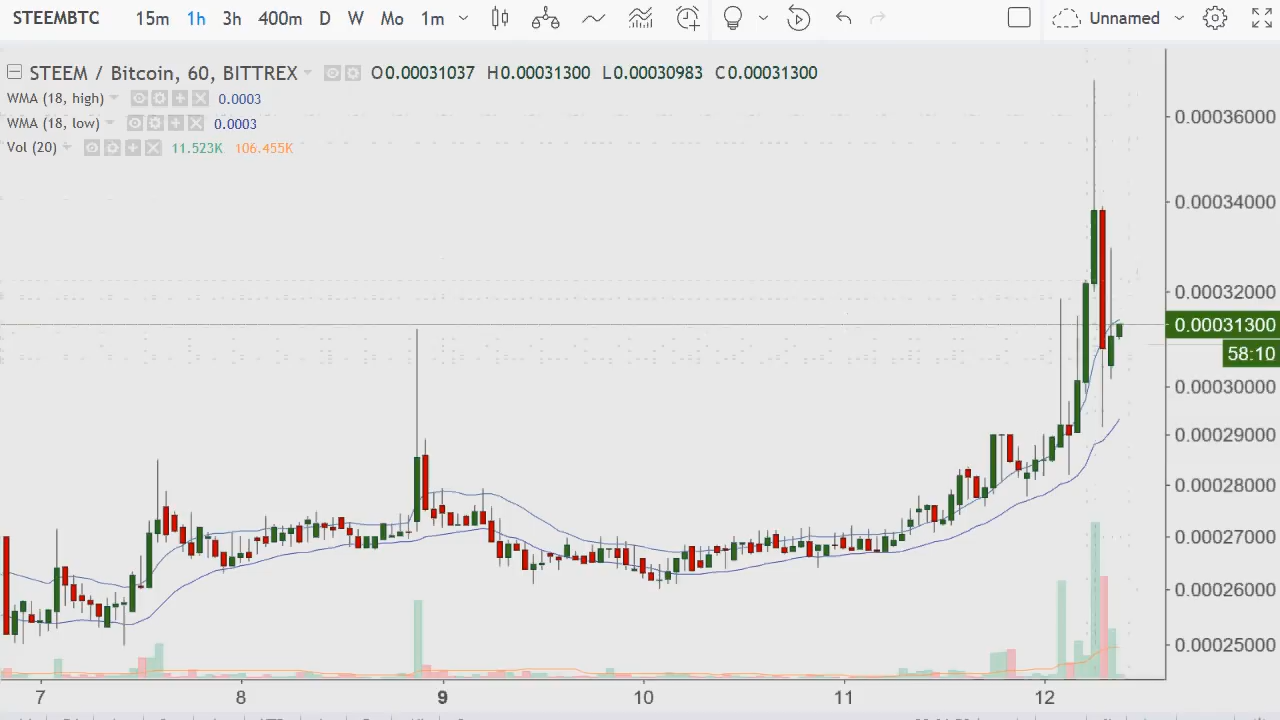 STEEMBTC 15m 1h 3h 400m D W Mo 1m Unnamed
STEEM / Bitcoin, 60, BITTREX O0.00031037 H0.00031300 L0.00030983 C0.00031300
WMA (18, high) 0.0003
WMA (18, low) 0.0003
Vol (20) 11.523K 106.455K
0.00036000
0.00034000
0.00032000
0.00031300
58:10
0.00030000
0.00029000
0.00028000
0.00027000
0.00026000
0.00025000
7 8 9 10 11 12